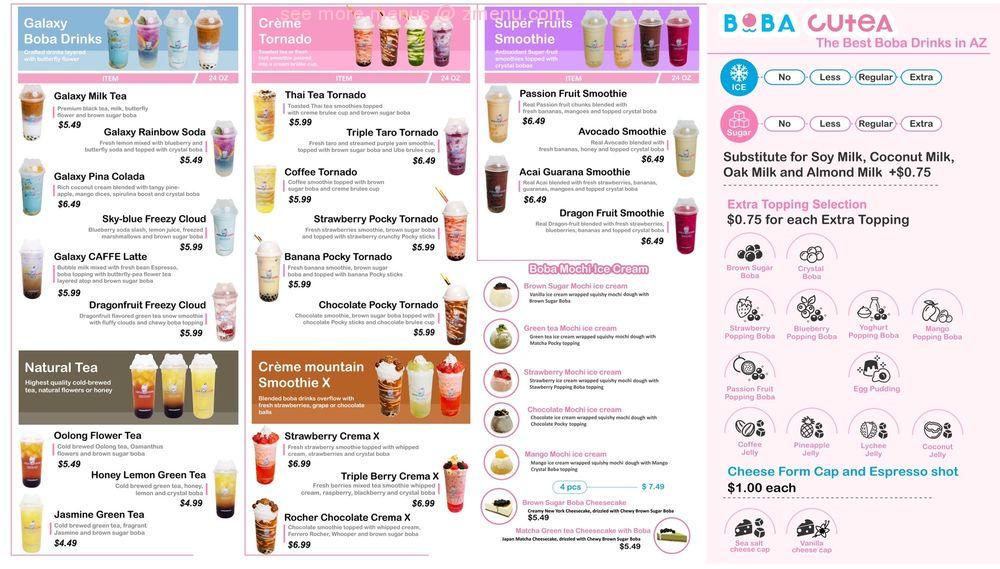 see more menus @ zmenu.com
Galaxy
Boba Drinks
Crafted drinks layered
with butterfly flower
ITEM
24 OZ
Galaxy Milk Tea
Premium black tea, milk, butterfly
flower and brown sugar boba
$5.49
Galaxy Rainbow Soda
Fresh lemon mixed with blueberry and
butterfly soda and topped with crystal boba
$5.49
Galaxy Pina Colada
Rich coconut cream blended with tangy pine-
apple, mango dices, spirulina boost and crystal boba
$6.49
Sky-blue Freezy Cloud
Blueberry soda slash, lemon juice, freezed
marshmallows and brown sugar boba
$5.99
Galaxy CAFFE Latte
Bubble milk mixed with fresh bean Espresso,
boba topping with butterfly-pea flower tea
layered atop and brown sugar boba
$5.99
Dragonfruit Freezy Cloud
Dragonfruit flavored green tea snow smoothie
with fluffy clouds and chewy boba topping
$5.99
Natural Tea
Highest quality cold-brewed
tea, natural flowers or honey
Oolong Flower Tea
Cold brewed Oolong tea, Osmanthus
flowers and brown sugar boba
$5.49
Honey Lemon Green Tea
Cold brewed green tea, honey,
lemon and crystal boba
$4.99
Jasmine Green Tea
Cold brewed green tea, fragrant
Jasmine and brown sugar boba
$4.49
Crème
Tornado
Toasted tea or fresh
fruit smoothie poured
into a cream brulee cup.
ITEM
24 OZ
Thai Tea Tornado
Toasted Thai tea smoothies topped
with creme brulee cup and brown sugar boba
$5.99
Triple Taro Tornado
Fresh taro and streamed purple yam smoothie,
topped with brown sugar boba and Ube brulee cup
$6.49
Coffee Tornado
Coffee smoothie topped with brown
sugar boba and creme brulee cup
$5.99
Strawberry Pocky Tornado
Fresh strawberries smoothie, brown sugar boba
and topped with strawberry crunchy Pocky sticks
$5.99
Banana Pocky Tornado
Fresh banana smoothie, brown sugar
boba and topped with banana Pocky sticks
$5.99
Chocolate Pocky Tornado
Chocolate smoothie, brown sugar boba topped with
chocolate Pocky sticks and chocolate brulee cup
$5.99
Crème mountain
Smoothie X
Blended boba drinks overflow with
fresh strawberries, grape or chocolate
balls
Strawberry Crema X
Fresh strawberry smoothie topped with whipped
cream, strawberries and crystal boba
$6.99
Triple Berry Crema X
Fresh berries mixed tea smoothie whipped
cream, raspberry, blackberry and crystal boba
$6.99
Rocher Chocolate Crema X
Chocolate smoothie topped with whipped cream,
Ferrero Rocher, Whooper and brown sugar boba
$6.99
Super Fruits
Smoothie
Antioxidant Super-fruit
smoothies topped with
crystal bobas
ITEM
24 OZ
Passion Fruit Smoothie
Real Passion fruit chunks blended with
fresh bananas, mangoes and topped crystal boba
$6.49
Avocado Smoothie
Real Avocado blended with
fresh bananas, honey and topped crystal boba
$6.49
Acai Guarana Smoothie
Real Acai blended with fresh strawberries, bananas,
guaranas, mangoes and topped crystal boba
$6.49
Dragon Fruit Smoothie
Real Dragon-fruit blended with fresh strawberries,
blueberries, bananas and topped crystal boba
$6.49
Boba Mochi Ice Cream
Brown Sugar Mochi ice cream
Vanilla ice cream wrapped squishy mochi dough with
Brown Sugar Boba
Green tea Mochi ice cream
Green tea ice cream wrapped squishy mochi dough with
Matcha Pocky topping
Strawberry Mochi ice cream
Strawberry ice cream wrapped squishy mochi dough with
Stawberry Popping Boba topping
Chocolate Mochi ice cream
Chocolate ice cream wrapped squishy mochi dough with
Chocolate Pocky topping
Mango Mochi ice cream
Mango ice cream wrapped squishy mochi dough with Mango
Crystal Boba topping
4 pcs
$ 7.49
Brown Sugar Boba Cheesecake
Creamy New York Cheesecake, drizled with Chewy Brown Sugar Boba
$5.49
Matcha Green tea Cheesecake with Boba
Japan Matcha Cheesecake, drizled with Chewy Brown Sugar Boba
$5.49
BOBA CUTEA
The Best Boba Drinks in AZ
ICE
No
Less
Regular
Extra
Sugar
No
Less
Regular
Extra
Substitute for Soy Milk, Coconut Milk,
Oak Milk and Almond Milk +$0.75
Extra Topping Selection
$0.75 for each Extra Topping
Brown Sugar
Boba
Crystal
Boba
Strawberry
Popping Boba
Blueberry
Popping Boba
Yoghurt
Popping Boba
Mango
Popping Boba
Passion Fruit
Popping Boba
Egg Pudding
Coffee
Jelly
Pineapple
Jelly
Lychee
Jelly
Coconut
Jelly
Cheese Form Cap and Espresso shot
$1.00 each
Sea salt
cheese cap
Vanilla
cheese cap